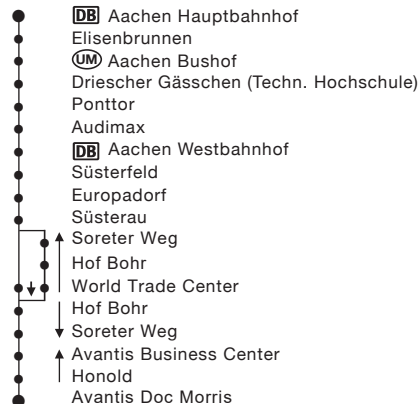 DB Aachen Hauptbahnhof
Elisenbrunnen
UM Aachen Bushof
Driescher Gässchen (Techn. Hochschule)
Ponttor
Audimax
DB Aachen Westbahnhof
Süsterfeld
Europadorf
Süsterau
Soreter Weg
Hof Bohr
World Trade Center
Hof Bohr
Soreter Weg
Avantis Business Center
Honold
Avantis Doc Morris